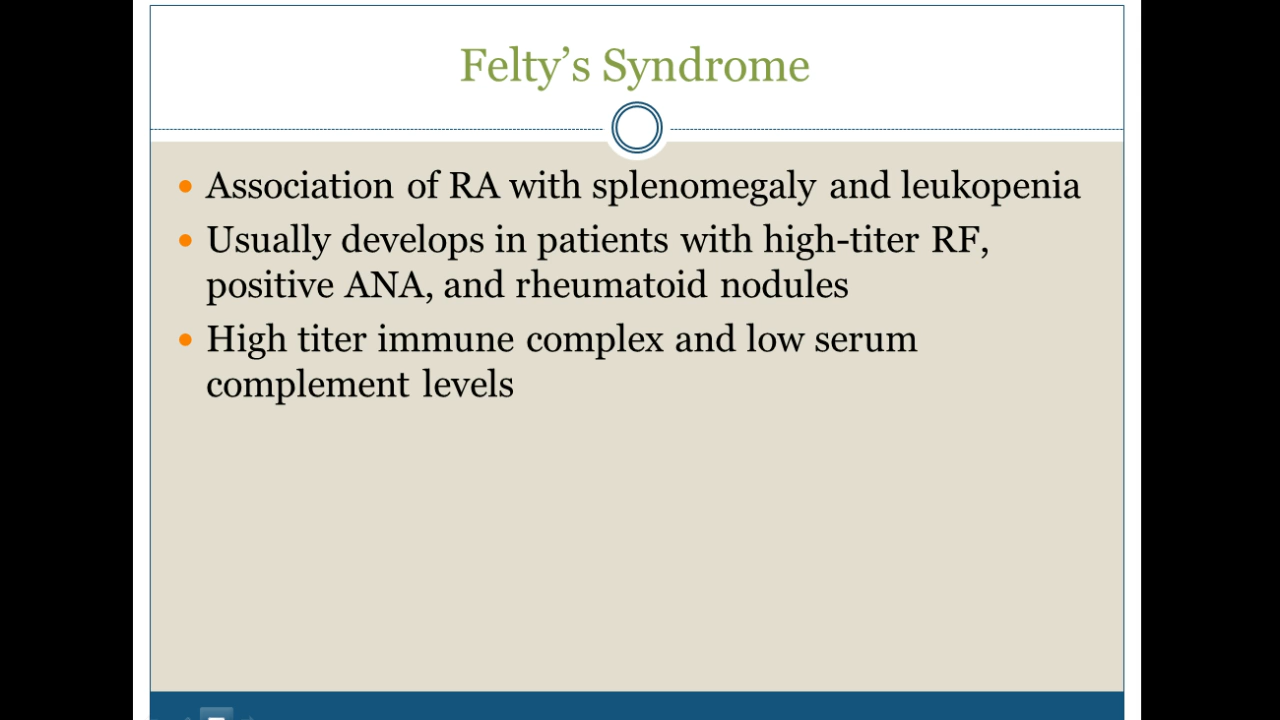 Felty’s Syndrome
Association of RA with splenomegaly and leukopenia
Usually develops in patients with high-titer RF,
positive ANA, and rheumatoid nodules
High titer immune complex and low serum
complement levels